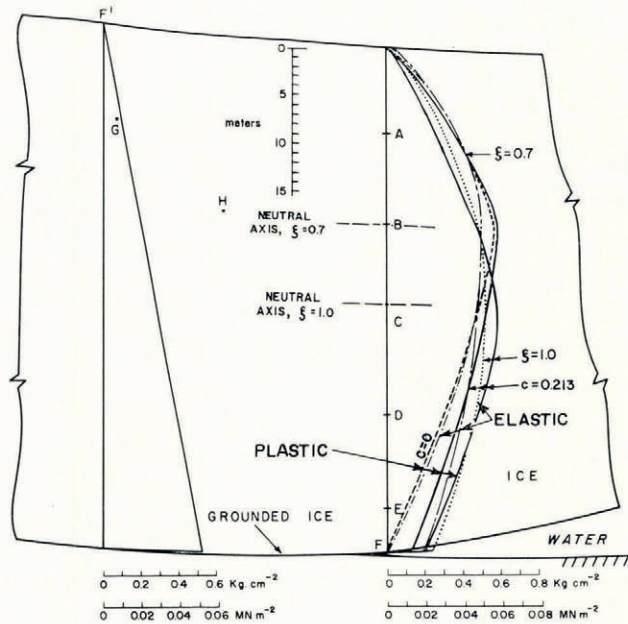 F'
0
5
meters
10
15
G
H
A
ξ=0.7
NEUTRAL
AXIS, ξ=0.7
B
NEUTRAL
AXIS, ξ=1.0
C
ξ=1.0
c=0.213
D
ELASTIC
c=0
PLASTIC
ICE
E
GROUNDED ICE
F
WATER
0 0.2 0.4 0.6 Kg.cm⁻²
0 0.02 0.04 0.06 MN m⁻²
0 0.2 0.4 0.6 0.8 Kg.cm⁻²
0 0.02 0.04 0.06 0.08 MN m⁻²